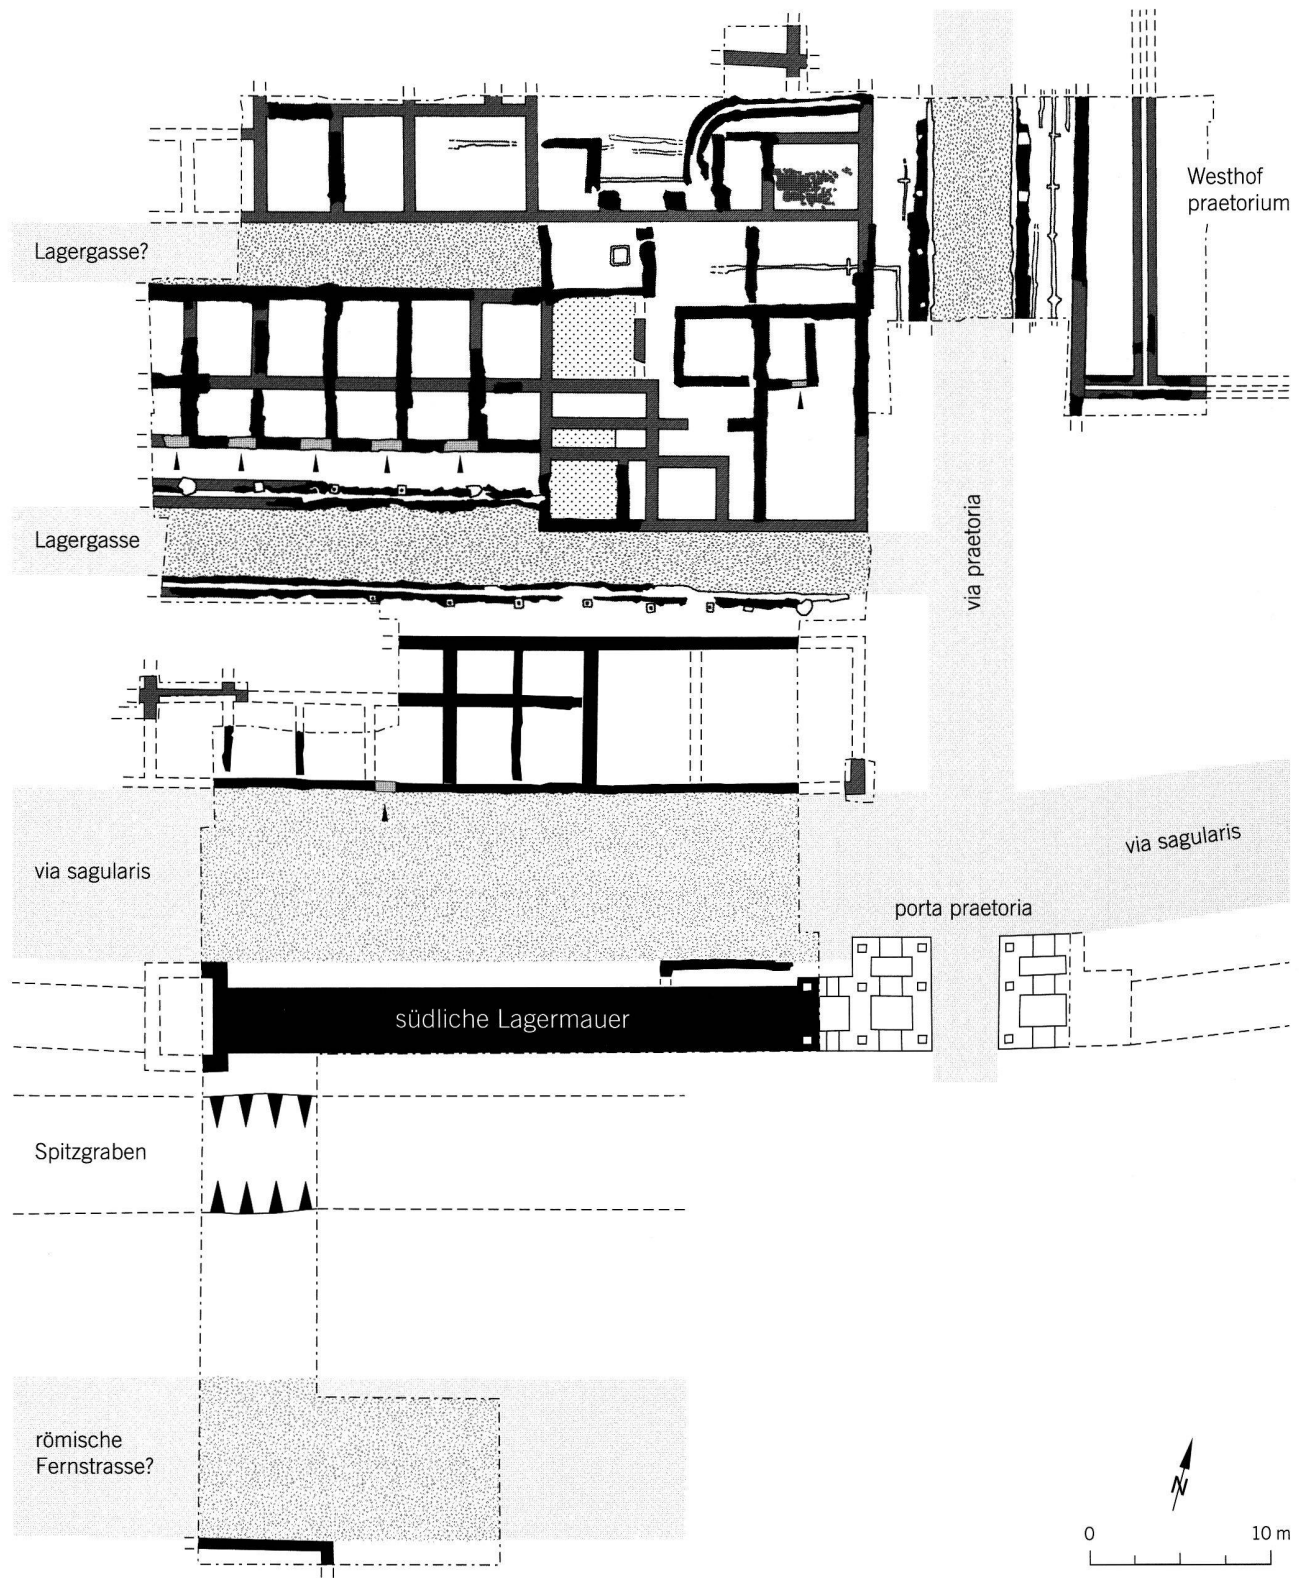 Westhof
praetorium
Lagergasse?
Lagergasse
via praetoria
via sagularis
via sagularis
porta praetoria
südliche Lagermauer
Spitzgraben
römische
Fernstrasse?
N
0 10 m